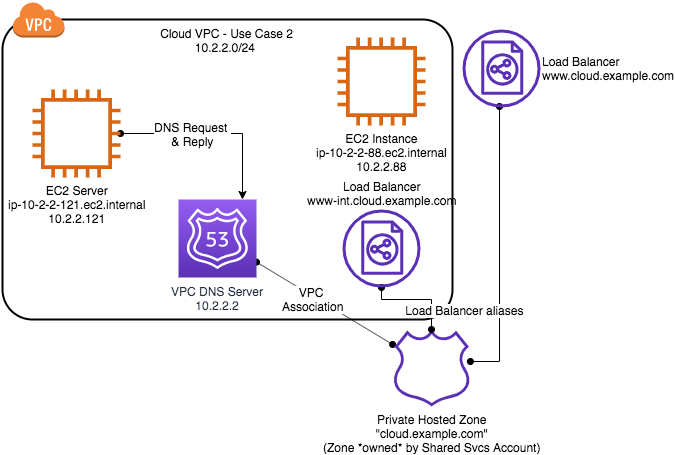 VPC
Cloud VPC - Use Case 2
10.2.2.0/24
Load Balancer
www.cloud.example.com
DNS Request
& Reply
EC2 Instance
ip-10-2-2-88.ec2.internal
10.2.2.88
EC2 Server
ip-10-2-2-121.ec2.internal
10.2.2.121
Load Balancer
www-int.cloud.example.com
53
VPC DNS Server
10.2.2.2
VPC
Association
Load Balancer aliases
Private Hosted Zone
"cloud.example.com"
(Zone *owned* by Shared Svcs Account)